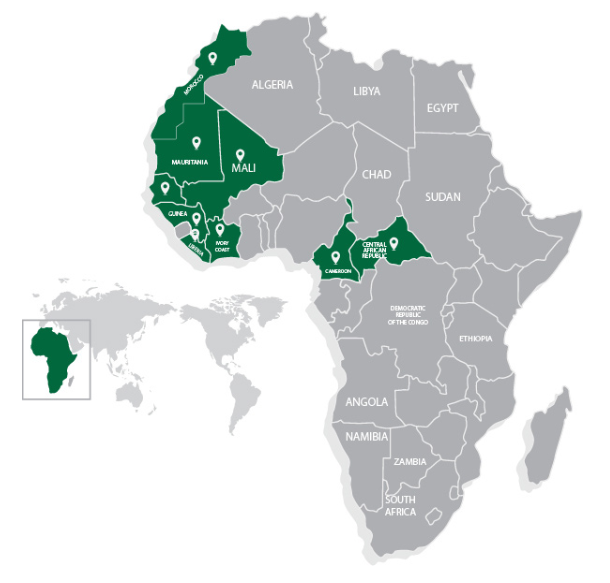 MOROCCO
ALGERIA
LIBYA
EGYPT
MAURITANIA
MALI
CHAD
SUDAN
GUINEA
IVORY
COAST
LIBERIA
CENTRAL
AFRICAN
REPUBLIC
CAMEROON
DEMOCRATIC
REPUBLIC
OF THE CONGO
ETHIOPIA
ANGOLA
NAMIBIA
ZAMBIA
SOUTH
AFRICA